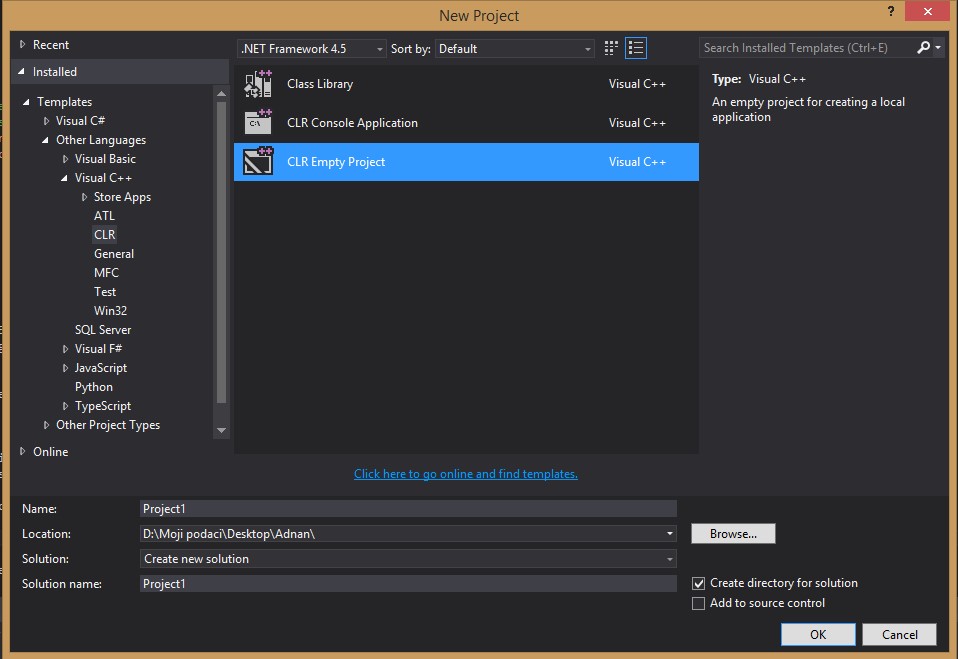 New Project
?
Recent
Installed
Templates
Visual C#
Other Languages
Visual Basic
Visual C++
Store Apps
ATL
CLR
General
MFC
Test
Win32
SQL Server
Visual F#
JavaScript
Python
TypeScript
Other Project Types
Online
.NET Framework 4.5 Sort by: Default
Class Library Visual C++
C:\ CLR Console Application Visual C++
CLR Empty Project Visual C++
Click here to go online and find templates.
Search Installed Templates (Ctrl+E)
Type: Visual C++
An empty project for creating a local
application
Name: Project1
Location: D:\Moji podaci\Desktop\Adnan\ Browse...
Solution: Create new solution
Solution name: Project1
Create directory for solution
Add to source control
OK Cancel